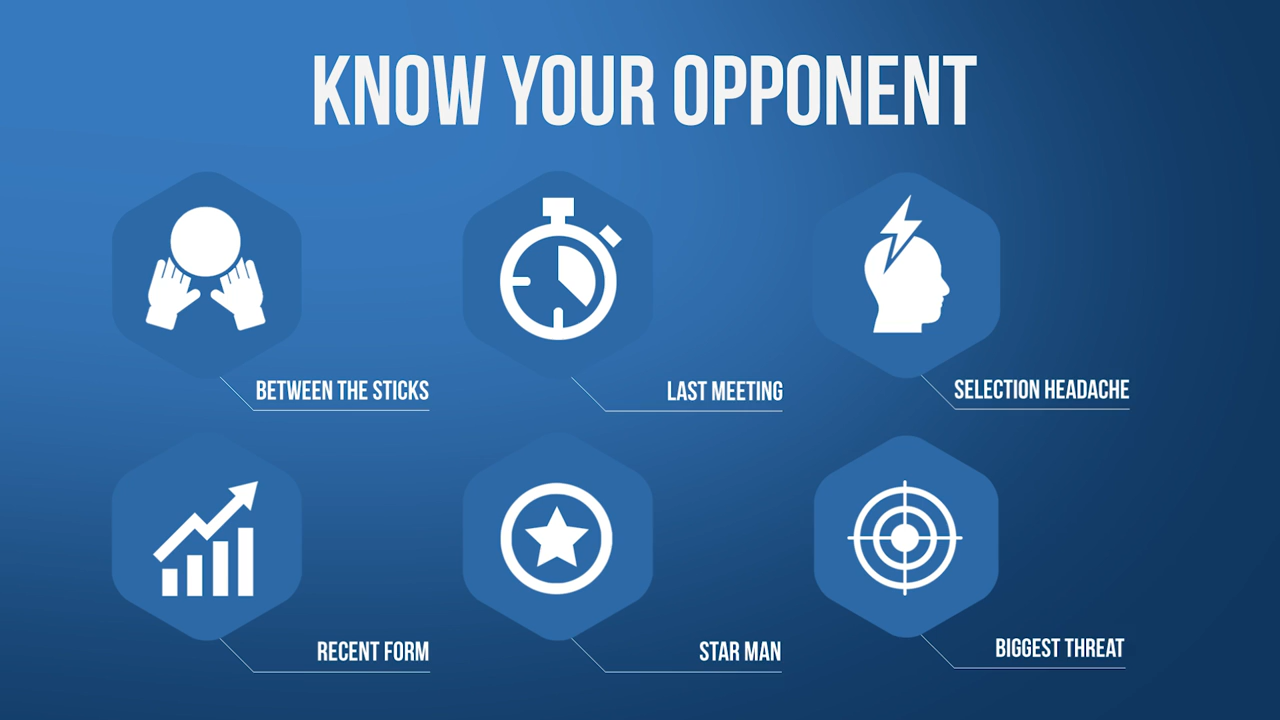 KNOW YOUR OPPONENT
BETWEEN THE STICKS
LAST MEETING
SELECTION HEADACHE
RECENT FORM
STAR MAN
BIGGEST THREAT